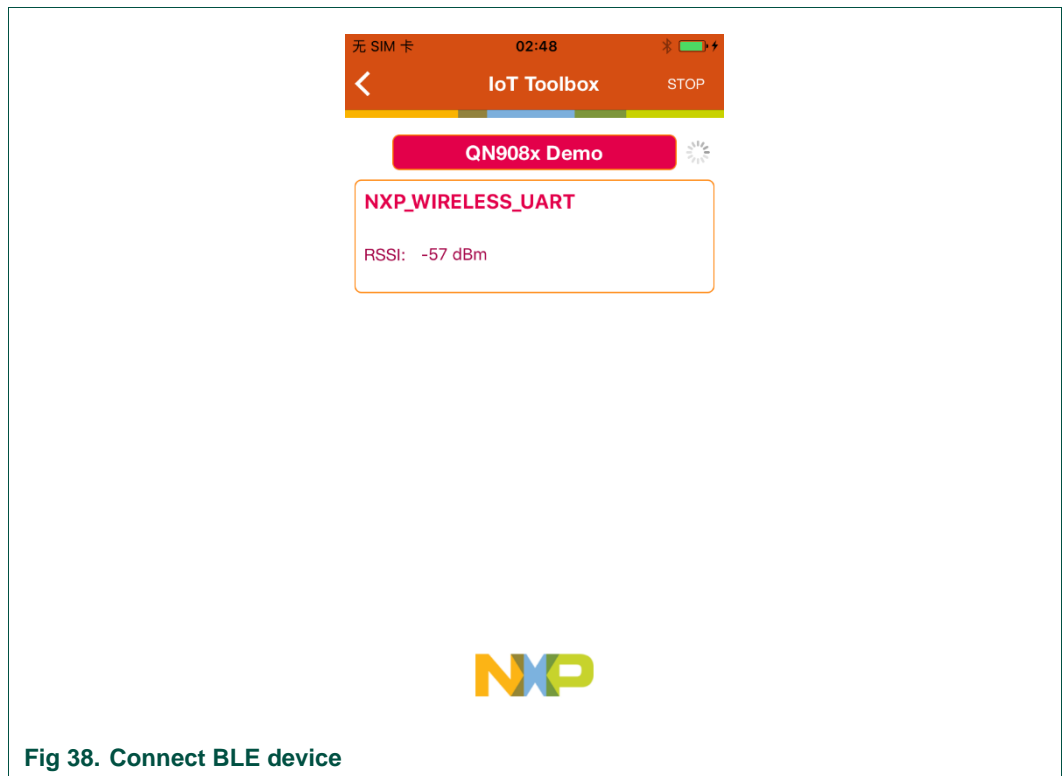 无 SIM 卡 02:48
IoT Toolbox STOP
QN908x Demo
NXP_WIRELESS_UART
RSSI: -57 dBm
NXP
Fig 38. Connect BLE device